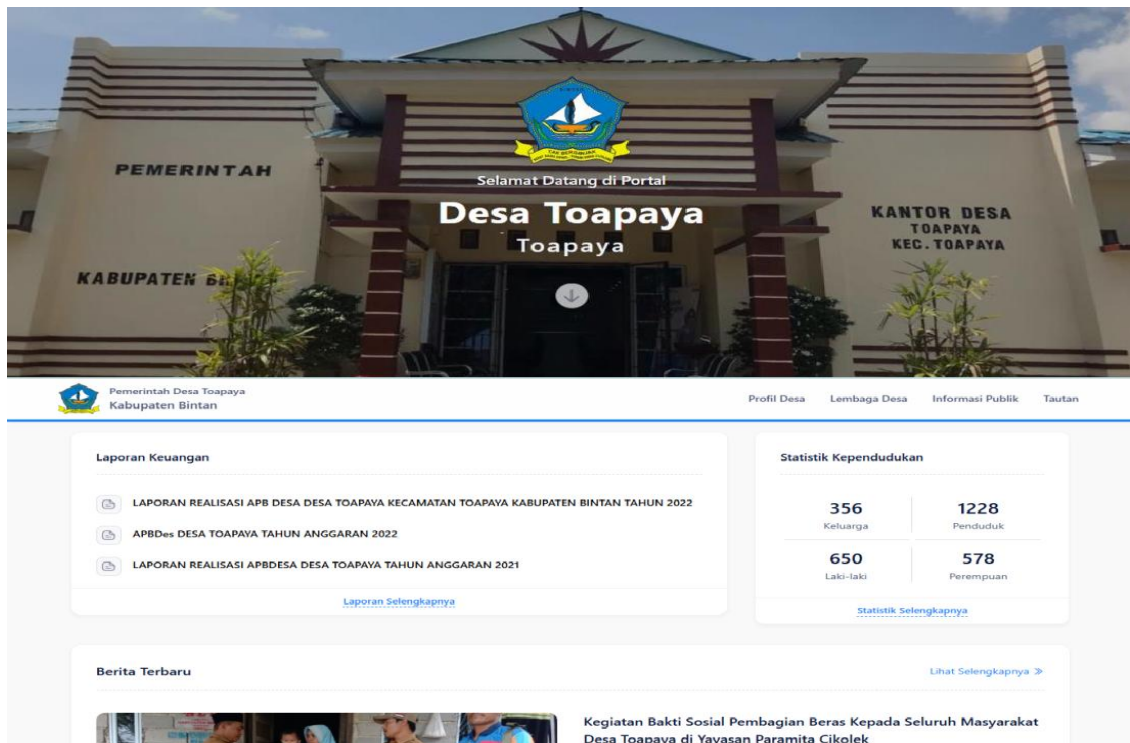 PEMERINTAH
KABUPATEN
KANTOR DESA
TOAPAYA
KEC. TOAPAYA
BINTAN
Selamat Datang di Portal
Desa Toapaya
Toapaya
Pemerintah Desa Toapaya
Kabupaten Bintan
Profil Desa Lembaga Desa Informasi Publik Tautan
Laporan Keuangan
LAPORAN REALISASI APB DESA DESA TOAPAYA KECAMATAN TOAPAYA KABUPATEN BINTAN TAHUN 2022
APBDes DESA TOAPAYA TAHUN ANGGARAN 2022
LAPORAN REALISASI APBDESA DESA TOAPAYA TAHUN ANGGARAN 2021
Laporan Selengkapnya
Statistik Kependudukan
356 1228
Keluarga Penduduk
650 578
Laki-laki Perempuan
Statistik Selengkapnya
Berita Terbaru
Lihat Selengkapnya
Kegiatan Bakti Sosial Pembagian Beras Kepada Seluruh Masyarakat
Desa Toapaya di Yayasan Paramita Cikolek